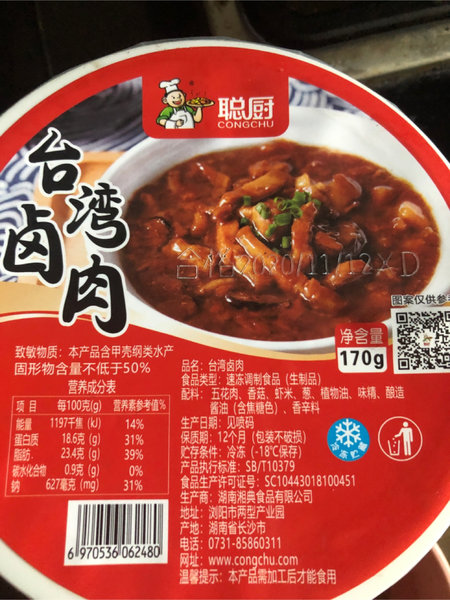 聪厨
CONGCHU
台湾
卤肉
2020/11/12
图案仅供参
净含量
170g
致敏物质：本产品含甲壳纲类水产
固形物含量不低于50%
营养成分表
项目 每100克(g) 营养素参考值%
能量 1197千焦(kJ) 14%
蛋白质 18.6克(g) 31%
脂肪 23.4克(g) 39%
碳水化合物 0.9克(g) 0%
钠 627毫克(mg) 31%
品名：台湾卤肉
食品类型：速冻调制食品（生制品）
配料：五花肉、香菇、虾米、葱、植物油、味精、酿造
酱油（含焦糖色）、香辛料
生产日期：见喷码
保质期：12个月（包装不破损）
贮存条件：冷冻（-18℃保存）
产品执行标准：SB/T10379
食品生产许可证号：SC10443018100451
生产商：湖南湘典食品有限公司
地址：浏阳市两型产业园
产地：湖南省长沙市
电话：0731-85860311
网址：www.congchu.com
温馨提示：本产品需加工后才能食用
冷冻贮藏
6970536062480